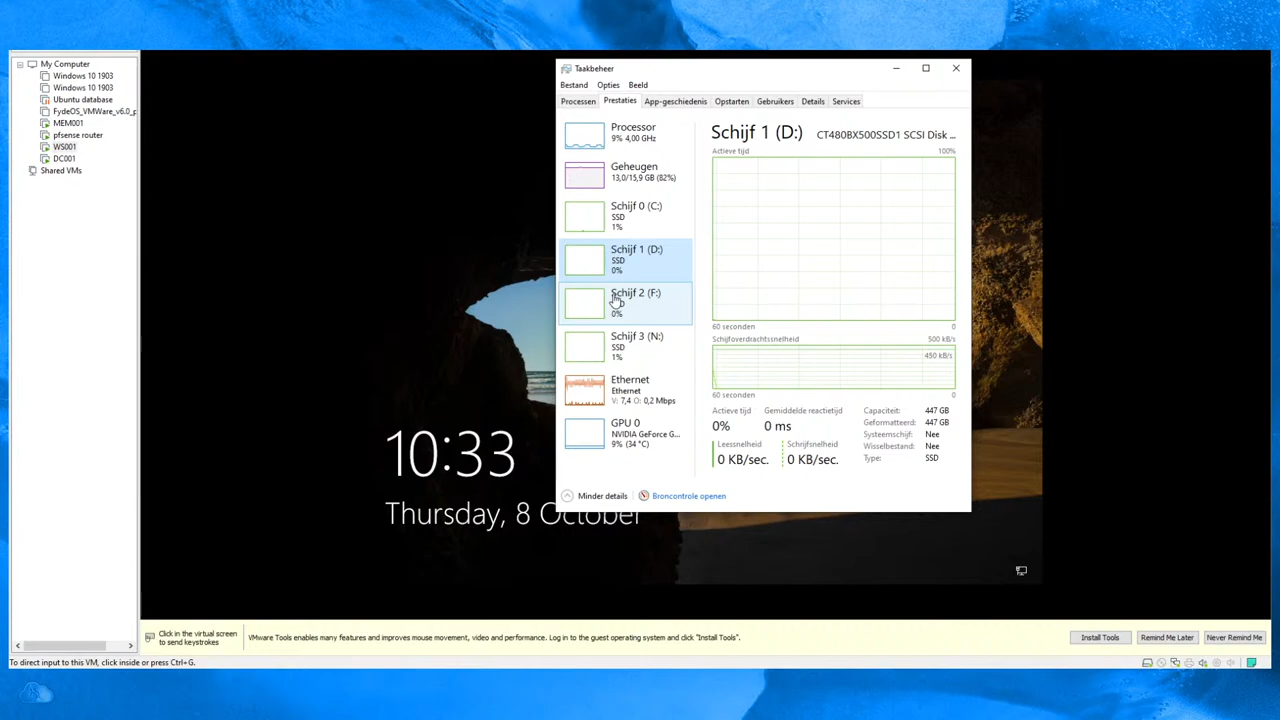 My Computer
Windows 10 1903
Windows 10 1903
Ubuntu database
FydeOS_VMWare_v6.0_p
MEM001
pfsense router
WS001
DC001
Shared VMs
Taakbeheer
Bestand Opties Beeld
Processen Prestaties App-geschiedenis Opstarten Gebruikers Details Services
Processor
9% 4,00 GHz
Geheugen
13,0/15,9 GB (82%)
Schijf 0 (C:)
SSD
1%
Schijf 1 (D:)
SSD
0%
Schijf 2 (F:)
0%
Schijf 3 (N:)
SSD
1%
Ethernet
Ethernet
V: 7,4 O: 0,2 Mbps
GPU 0
NVIDIA GeForce G...
9% (34 °C)
Schijf 1 (D:) CT480BX500SSD1 SCSI Disk ...
Actieve tijd 100%
60 seconden 0
Schijfoverdrachtssnelheid 500 kB/s
450 kB/s
60 seconden 0
Actieve tijd
0%
Gemiddelde reactietijd
0 ms
Leessnelheid
0 KB/sec.
Schrijfsnelheid
0 KB/sec.
Capaciteit: 447 GB
Geformatteerd: 447 GB
Systeemschijf: Nee
Wisselbestand: Nee
Type: SSD
Minder details Broncontrole openen
10:33
Thursday, 8 October
Click in the virtual screen
to send keystrokes
VMware Tools enables many features and improves mouse movement, video and performance. Log in to the guest operating system and click "Install Tools".
Install Tools Remind Me Later Never Remind Me
To direct input to this VM, click inside or press Ctrl+G.